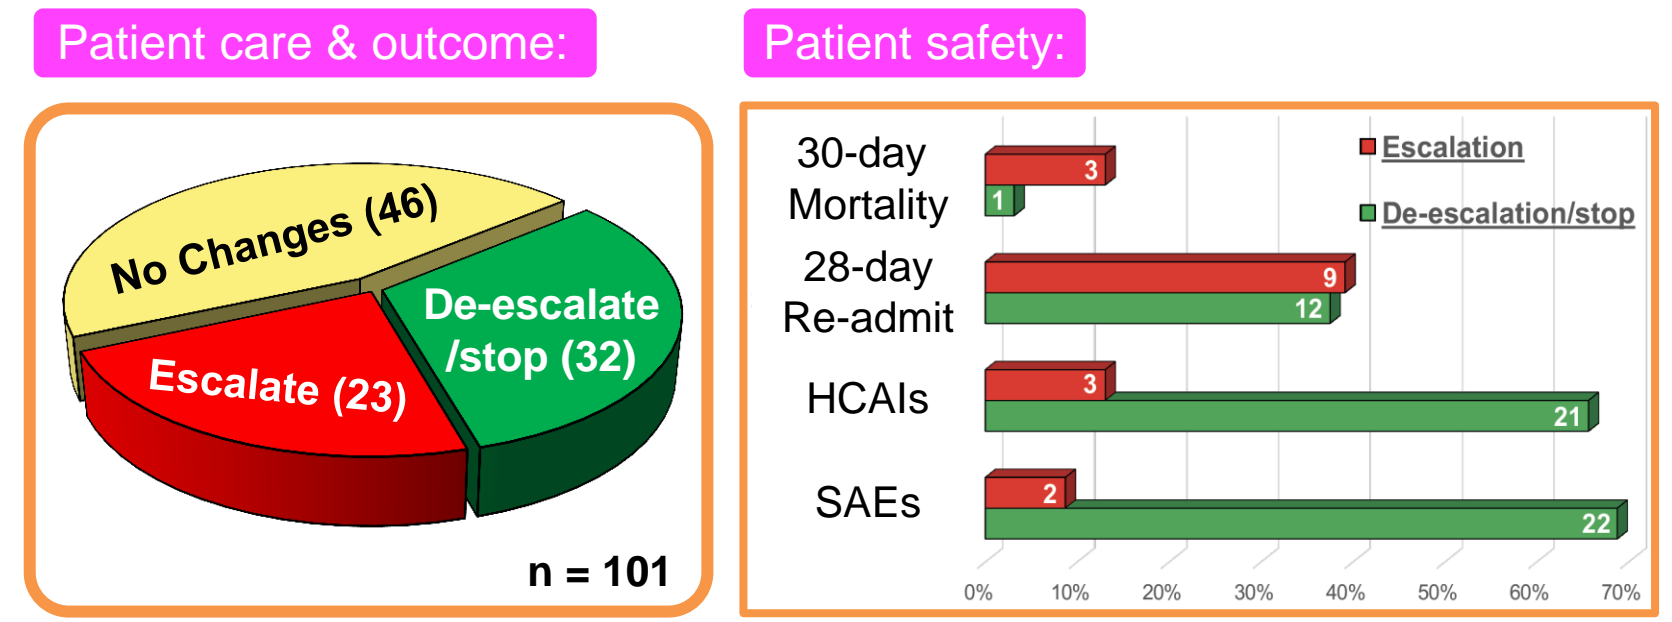 Patient care & outcome:
No Changes (46)
De-escalate
/stop (32)
Escalate (23)
n = 101
Patient safety:
Escalation
De-escalation/stop
30-day
Mortality
3
1
28-day
Re-admit
9
12
HCAIs
3
21
SAEs
2
22
0% 10% 20% 30% 40% 50% 60% 70%